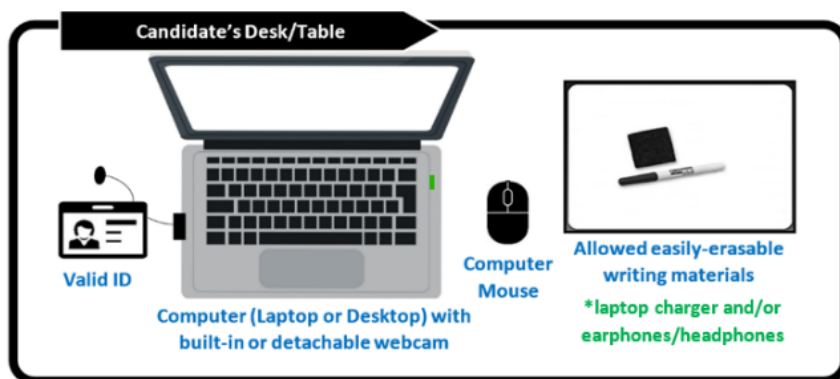 Candidate's Desk/Table
Valid ID
Computer (Laptop or Desktop) with
built-in or detachable webcam
Computer
Mouse
Allowed easily-erasable
writing materials
*laptop charger and/or
earphones/headphones